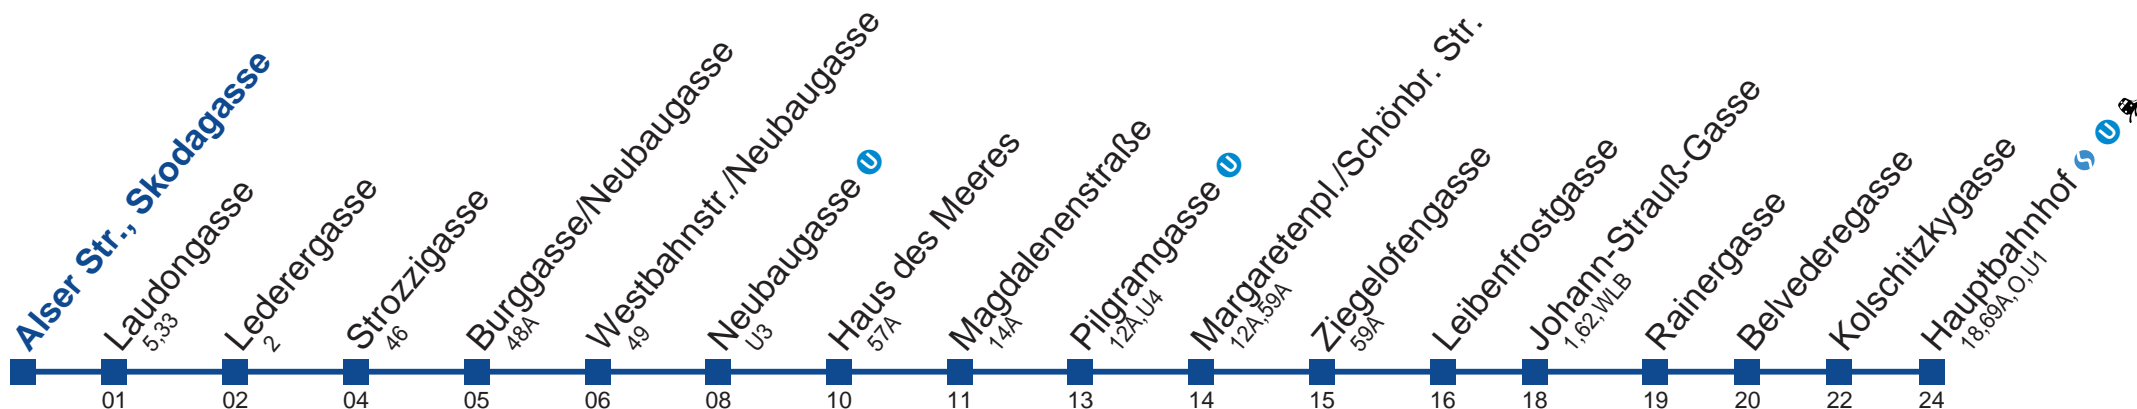 Alser Str., Skodagasse
Laudongasse
5,33
01
Lederergasse
2
02
Strozzigasse
46
04
Burggasse/Neubaugasse
48A
05
Westbahnstr./Neubaugasse
49
06
Neubaugasse U
U3
08
Haus des Meeres
57A
10
Magdalenenstraße
14A
11
Pilgramgasse U
12A,U4
13
Margaretenpl./Schönbr. Str.
12A,59A
14
Ziegelofengasse
59A
15
Leibenfrostgasse
16
Johann-Strauß-Gasse
1,62,WLB
18
Rainergasse
19
Belvederegasse
20
Kolschitzkygasse
22
Hauptbahnhof S U
18,69A,O,U1
24